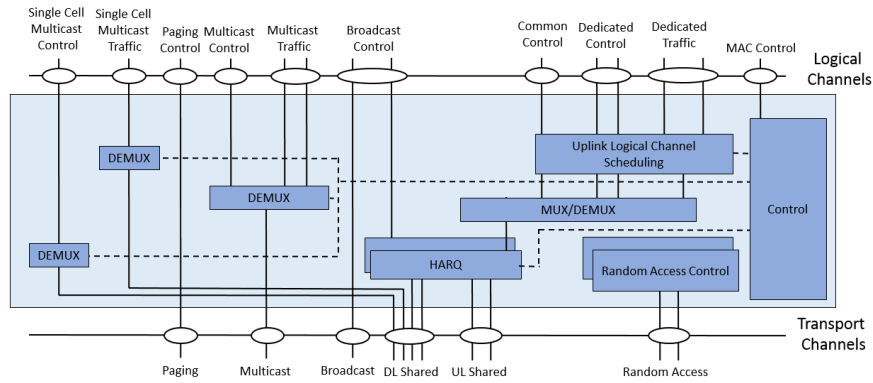 Single Cell
Multicast
Control
Single Cell
Multicast
Traffic
Paging
Control
Multicast
Control
Multicast
Traffic
Broadcast
Control
Common
Control
Dedicated
Control
Dedicated
Traffic
MAC Control
Logical
Channels
Uplink Logical Channel
Scheduling
DEMUX
DEMUX
MUX/DEMUX
Control
DEMUX
HARQ
Random Access Control
Transport
Channels
Paging
Multicast
Broadcast
DL Shared
UL Shared
Random Access